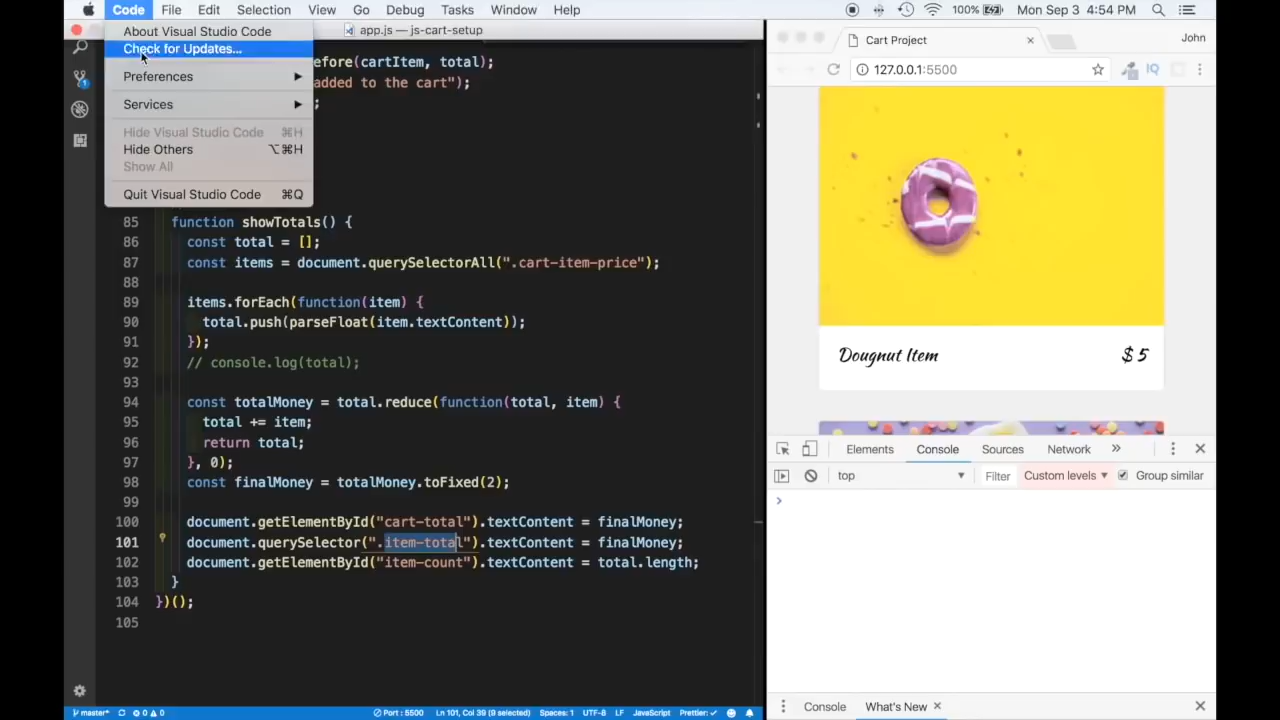 Code File Edit Selection View Go Debug Tasks Window Help 100% Mon Sep 3 4:54 PM
About Visual Studio Code
Check for Updates...
Preferences
Services
Hide Visual Studio Code ⌘H
Hide Others ⌥⌘H
Show All
Quit Visual Studio Code ⌘Q
app.js — js-cart-setup
efore(cartItem, total);
added to the cart");
;
85 function showTotals() {
86 const total = [];
87 const items = document.querySelectorAll(".cart-item-price");
88
89 items.forEach(function(item) {
90 total.push(parseFloat(item.textContent));
91 });
92 // console.log(total);
93
94 const totalMoney = total.reduce(function(total, item) {
95 total += item;
96 return total;
97 }, 0);
98 const finalMoney = totalMoney.toFixed(2);
99
100 document.getElementById("cart-total").textContent = finalMoney;
101 document.querySelector(".item-total").textContent = finalMoney;
102 document.getElementById("item-count").textContent = total.length;
103 }
104 })();
105
master* 0 0 Port : 5500 Ln 101, Col 39 (9 selected) Spaces: 1 UTF-8 LF JavaScript Prettier: ✓
Cart Project × John
127.0.0.1:5500 IQ
Dougnut Item $ 5
Elements Console Sources Network »
top Filter Custom levels Group similar
>
Console What's New ×